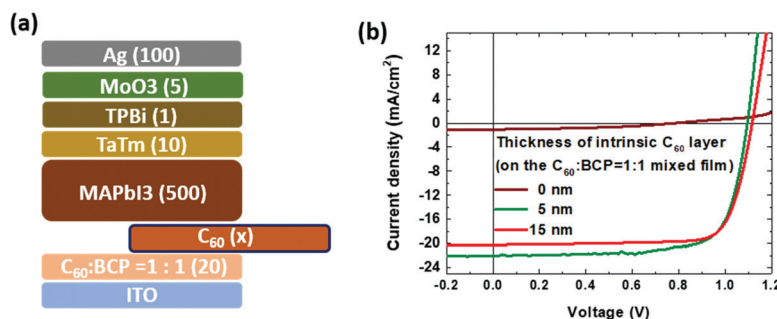 (a)
Ag (100)
MoO3 (5)
TPBi (1)
TaTm (10)
MAPbI3 (500)
C60 (x)
C60:BCP =1 : 1 (20)
ITO
(b)
Current density (mA/cm²)
12
8
4
0
-4
-8
-12
-16
-20
-24
Thickness of intrinsic C60 layer
(on the C60:BCP=1:1 mixed film)
0 nm
5 nm
15 nm
-0.2 0.0 0.2 0.4 0.6 0.8 1.0 1.2
Voltage (V)